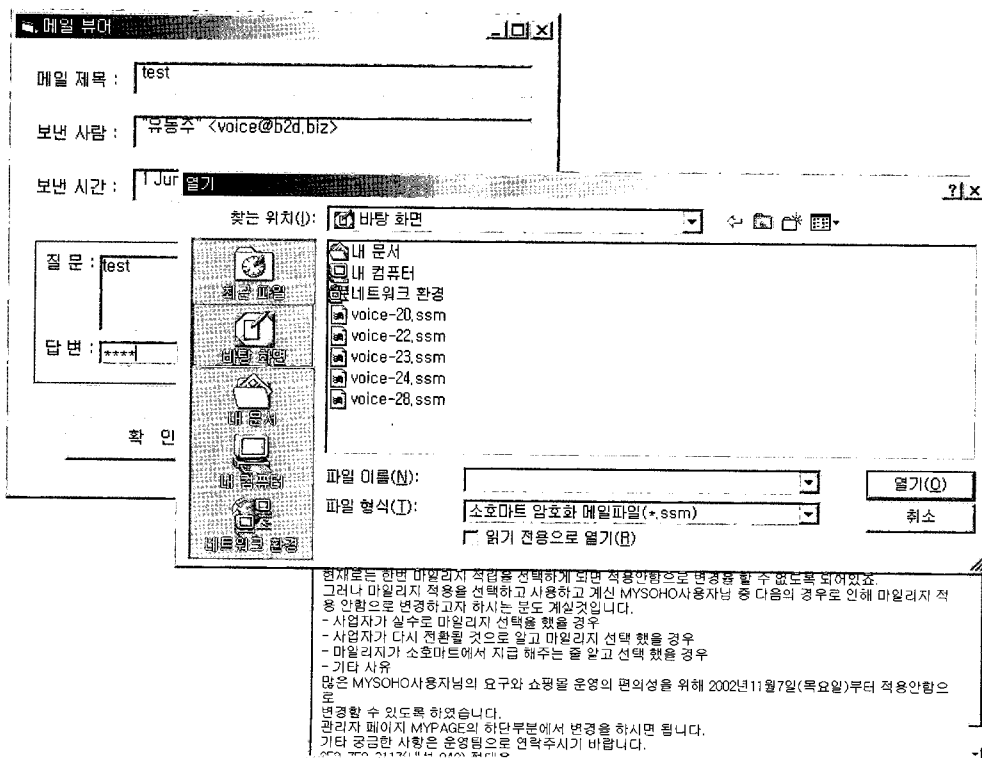 메일 뷰어
메일 제목 : test
보낸 사람 : "유동주" <voice@b2d.biz>
보낸 시간 : 1 Jun
질 문 : test
답 변 : ****
확 인
열기
찾는 위치(I): 바탕 화면
최근 파일
바탕 화면
내 문서
내 컴퓨터
네트워크 환경
내 문서
내 컴퓨터
네트워크 환경
voice-20.ssm
voice-22.ssm
voice-23.ssm
voice-24.ssm
voice-28.ssm
파일 이름(N):
열기(O)
파일 형식(T): 소호마트 암호화 메일파일(*.ssm)
취소
읽기 전용으로 열기(R)
현재로는 한번 마일리지 적립을 선택하게 되면 적용안함으로 변경을 할 수 없도록 되어있죠.
그러나 마일리지 적용을 선택하고 사용하고 계신 MYSOHO사용자님 중 다음의 경우로 인해 마일리지 적
용 안함으로 변경하고자 하시는 분도 계실것입니다.
- 사업자가 실수로 마일리지 선택을 했을 경우
- 사업자가 다시 전환될 것으로 알고 마일리지 선택 했을 경우
- 마일리지가 소호마트에서 지급 해주는 줄 알고 선택 했을 경우
- 기타 사유
많은 MYSOHO사용자님의 요구와 쇼핑몰 운영의 편의성을 위해 2002년11월7일(목요일)부터 적용안함으
로
변경할 수 있도록 하였습니다.
관리자 페이지 MYPAGE의 하단부분에서 변경을 하시면 됩니다.
기타 궁금한 사항은 운영팀으로 연락주시기 바랍니다.